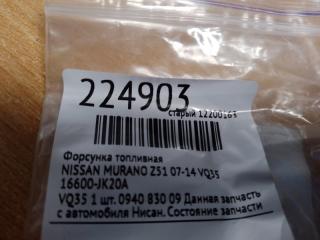 224903
старый 12200163
Форсунка топливная
NISSAN MURANO Z51 07-14 VQ35
16600-JK20A
VQ35 1 шт. 0940 830 09 Данная запчасть
с автомобиля Нисан. Состояние запчасти